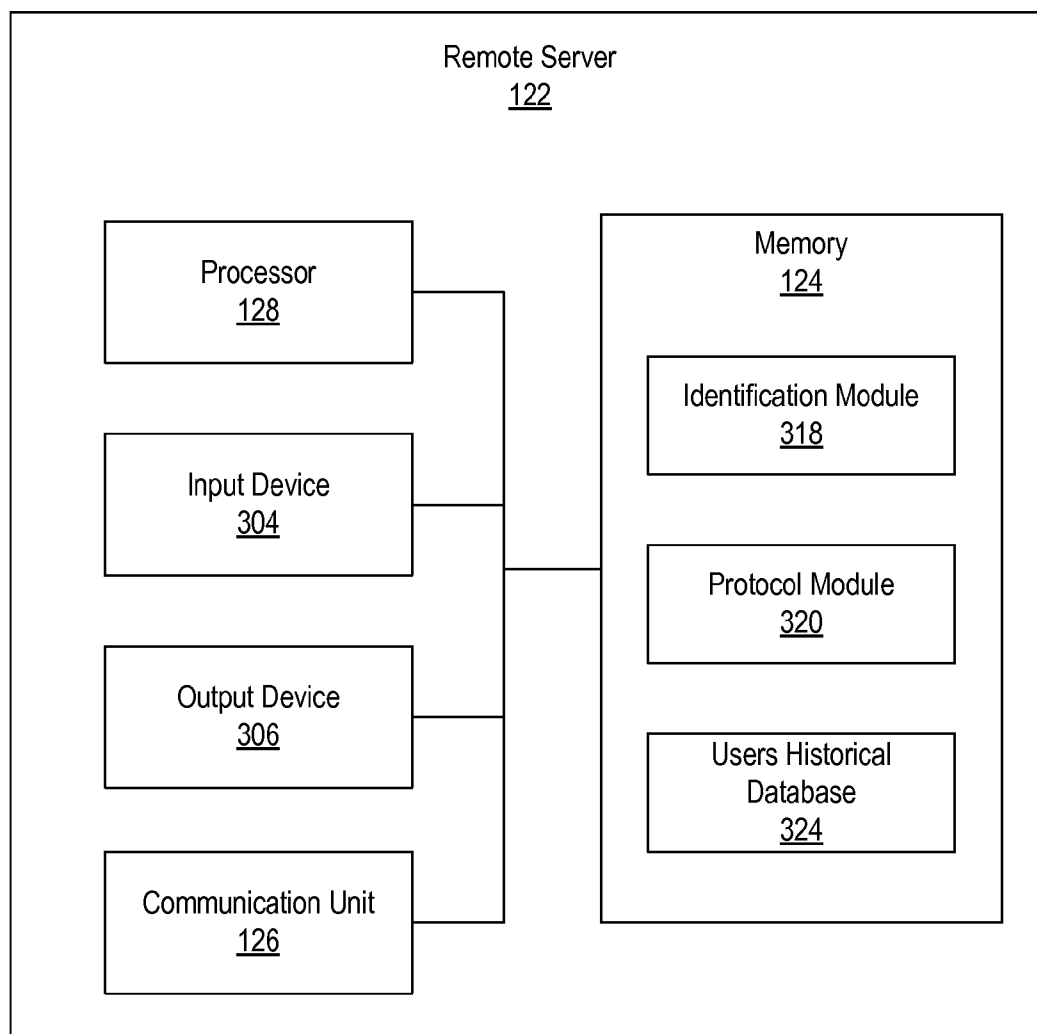 Remote Server
122
Processor
128
Input Device
304
Output Device
306
Communication Unit
126
Memory
124
Identification Module
318
Protocol Module
320
Users Historical
Database
324